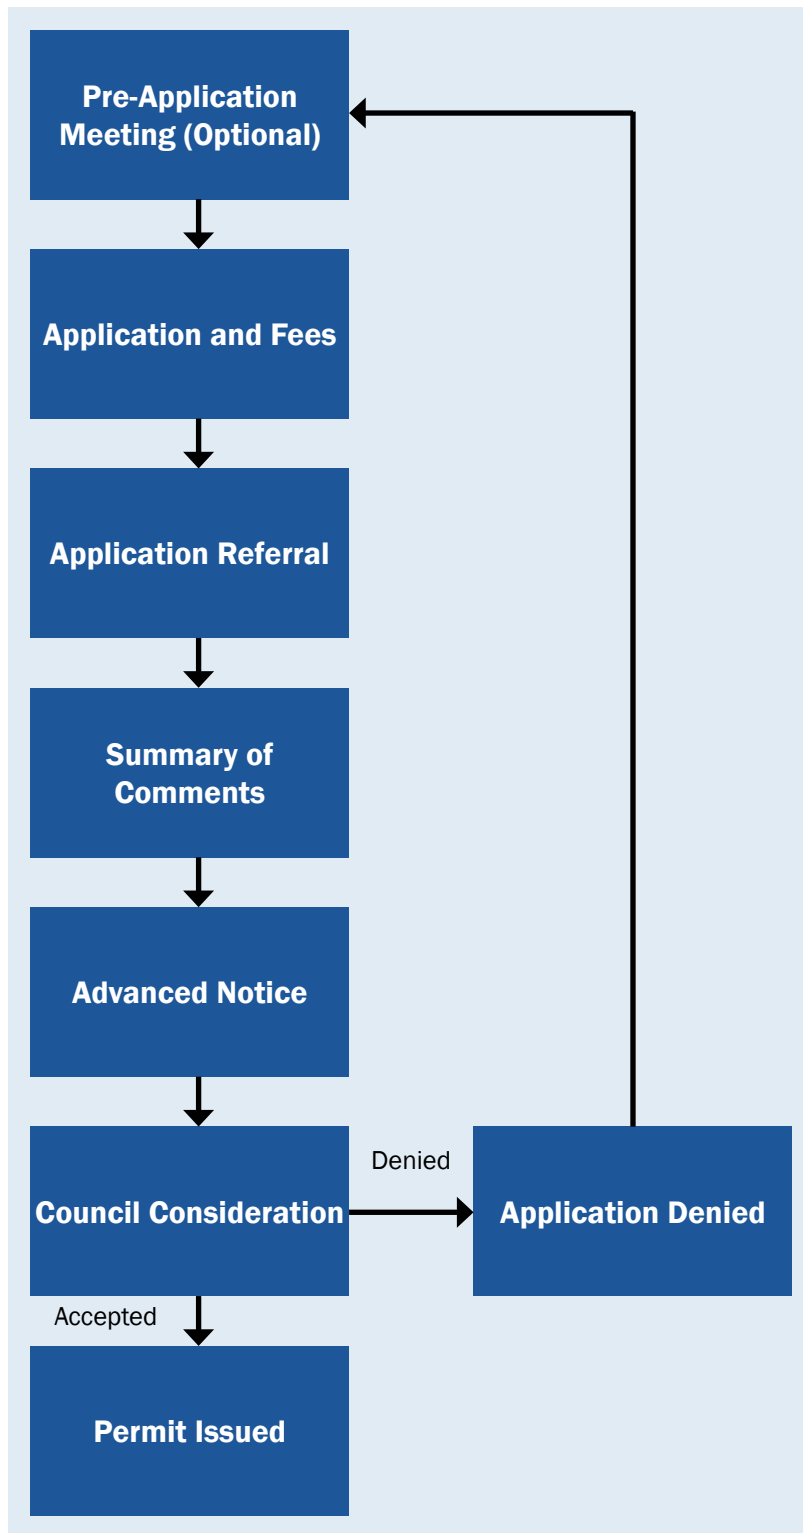 Pre-Application
Meeting (Optional)
Application and Fees
Application Referral
Summary of
Comments
Advanced Notice
Council Consideration
Denied
Application Denied
Accepted
Permit Issued